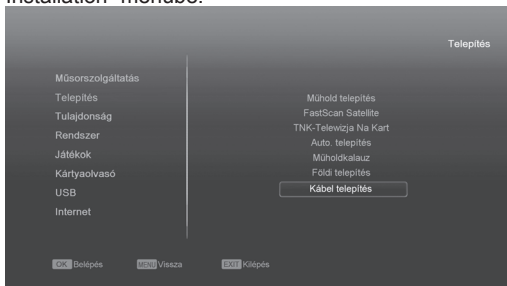 Installation" menübe.
Telepítés
Műsorszolgáltatás
Telepítés
Tulajdonság
Rendszer
Játékok
Kártyaolvasó
USB
Internet
Műhold telepítés
FastScan Satellite
TNK-Telewizja Na Kart
Auto. telepítés
Műholdkalauz
Földi telepítés
Kábel telepítés
OK Belépés MENU Vissza EXIT Kilépés